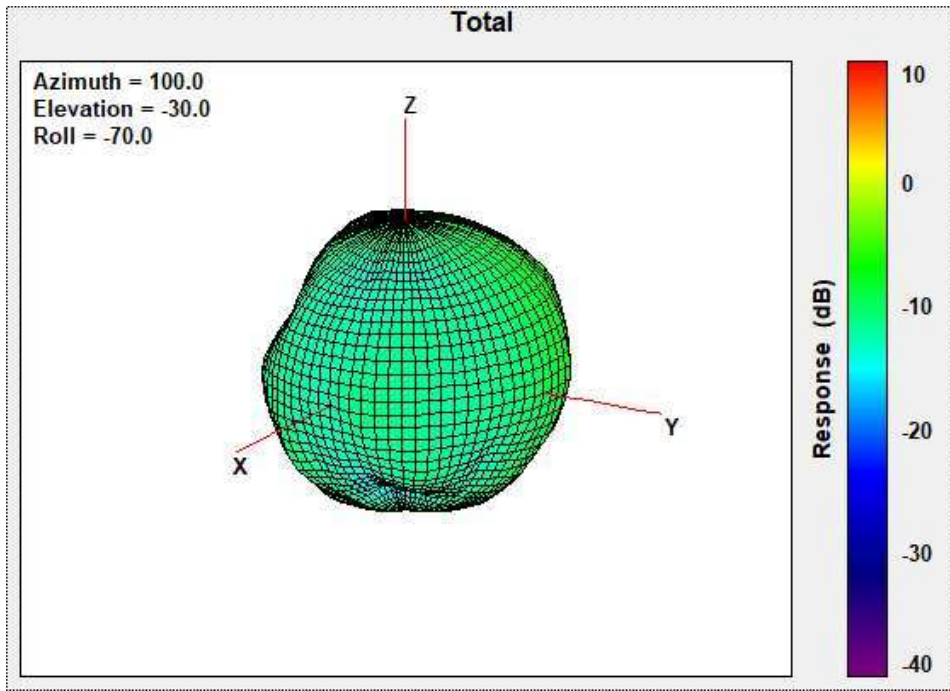 Total
Azimuth = 100.0
Elevation = -30.0
Roll = -70.0
Z
X
Y
Response (dB)
10
0
-10
-20
-30
-40